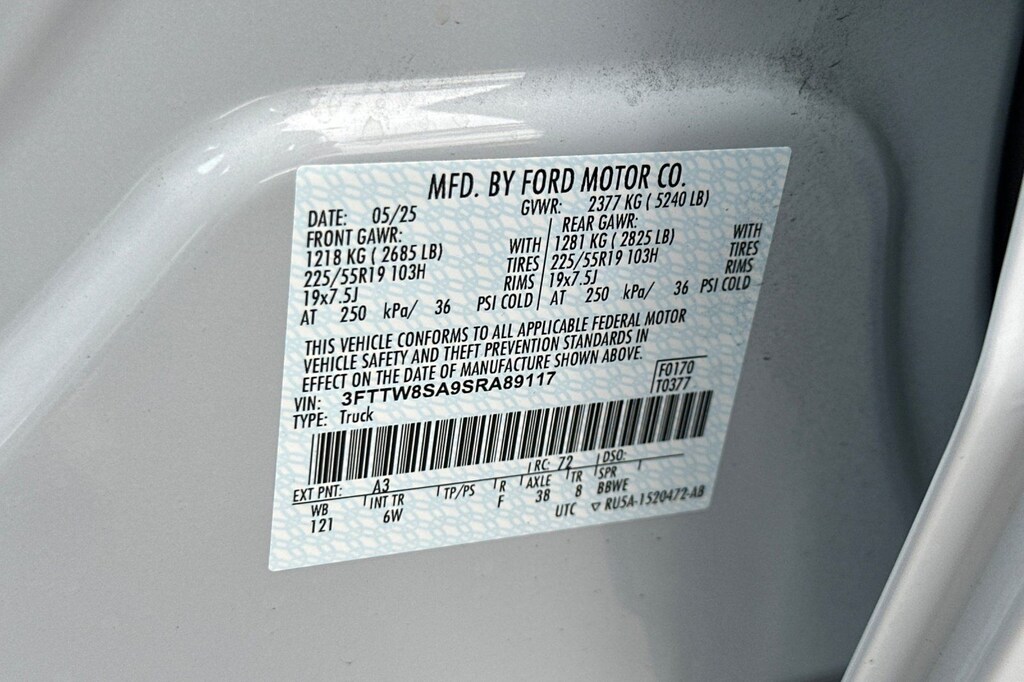 MFD. BY FORD MOTOR CO.
DATE: 05/25 GVWR: 2377 KG ( 5240 LB)
FRONT GAWR: REAR GAWR:
1218 KG ( 2685 LB) WITH 1281 KG ( 2825 LB) WITH
225/55R19 103H TIRES 225/55R19 103H TIRES
19x7.5J RIMS 19x7.5J RIMS
AT 250 kPa/ 36 PSI COLD AT 250 kPa/ 36 PSI COLD
THIS VEHICLE CONFORMS TO ALL APPLICABLE FEDERAL MOTOR
VEHICLE SAFETY AND THEFT PREVENTION STANDARDS IN
EFFECT ON THE DATE OF MANUFACTURE SHOWN ABOVE.
VIN: 3FTTW8SA9SRA89117 F0170
TYPE: Truck T0377
EXT PNT: A3 RC: 72 DSO:
WB INT TR TP/PS R AXLE TR SPR
121 6W F 38 8 BBWE
UTC ▽ RU5A-1520472-AB